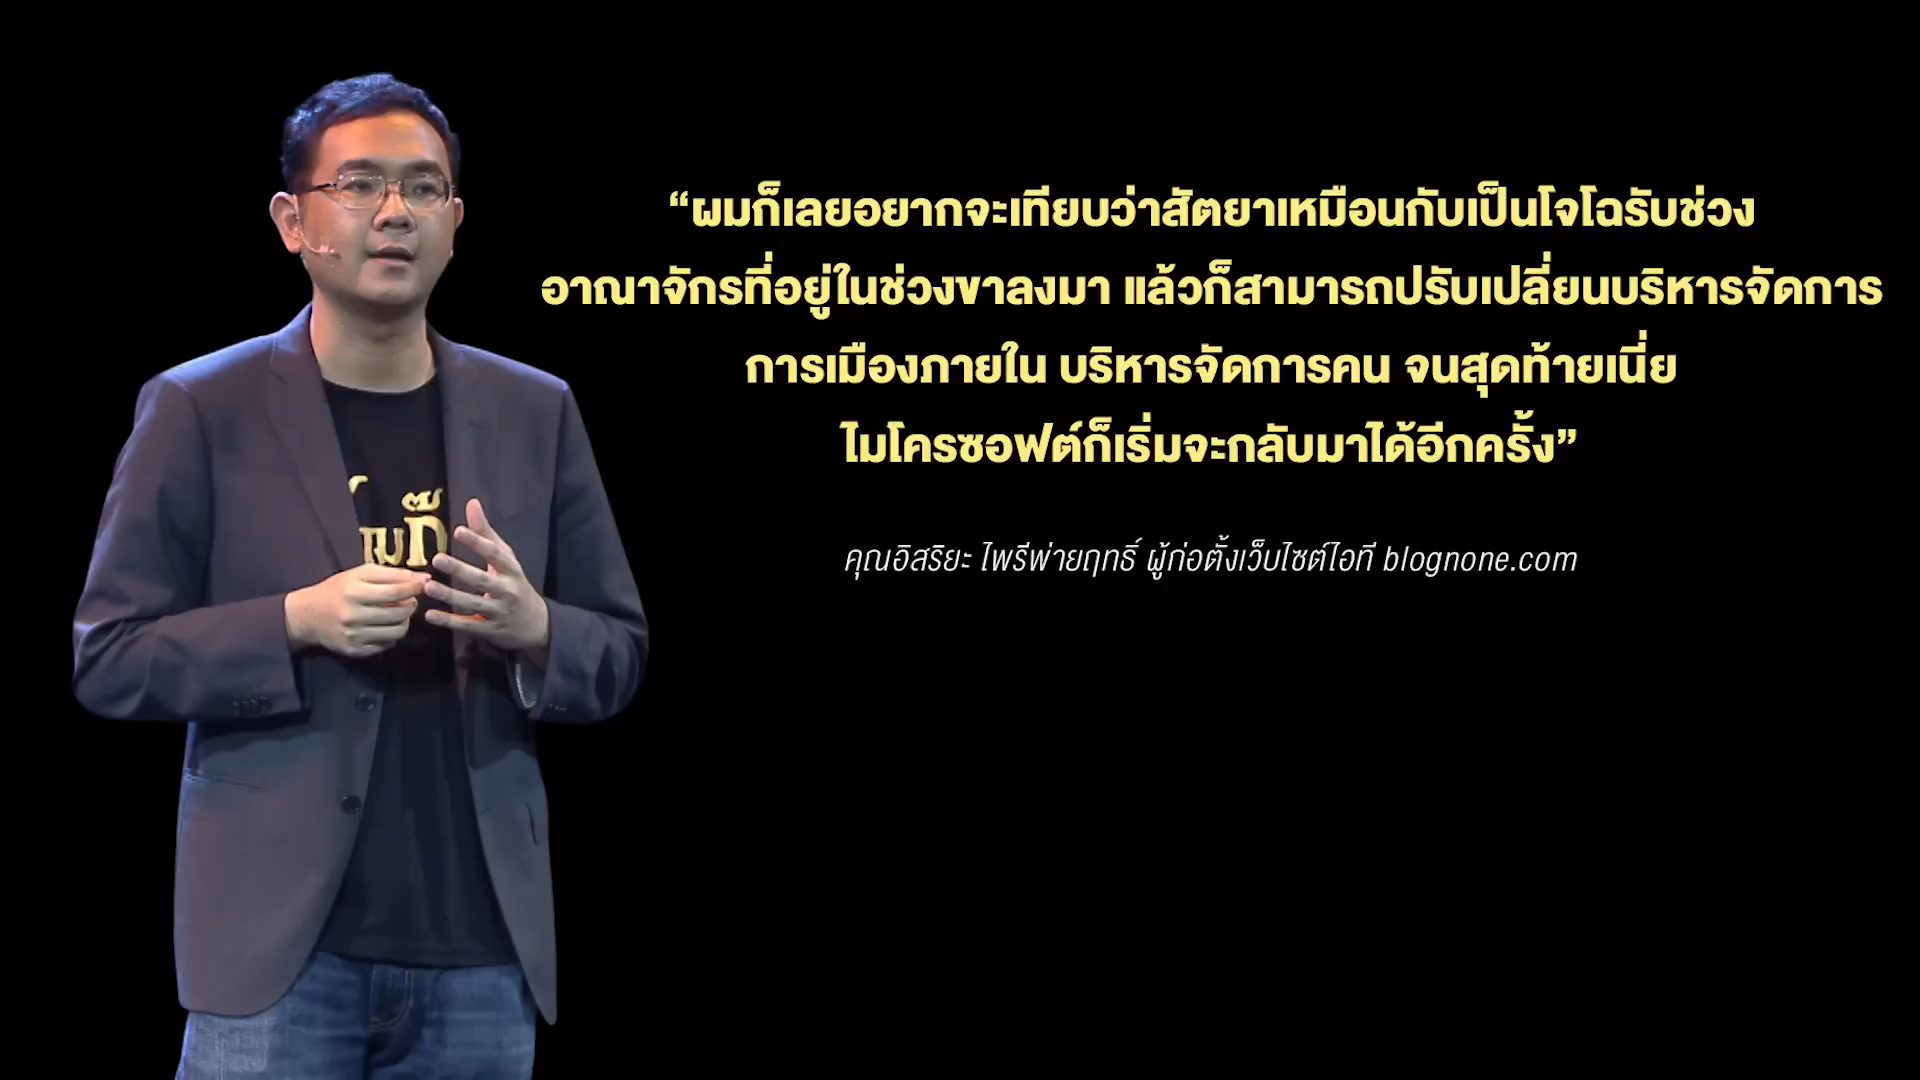 “ผมก็เลยอยากจะเทียบว่าสัตยาเหมือนกับเป็นโจโฉรับช่วง
อาณาจักรที่อยู่ในช่วงขาลงมา แล้วก็สามารถปรับเปลี่ยนบริหารจัดการ
การเมืองภายใน บริหารจัดการคน จนสุดท้ายเนี่ย
ไมโครซอฟต์ก็เริ่มจะกลับมาได้อีกครั้ง”
คุณอิสริยะ ไพรีพ่ายฤทธิ์ ผู้ก่อตั้งเว็บไซต์ไอที blognone.com